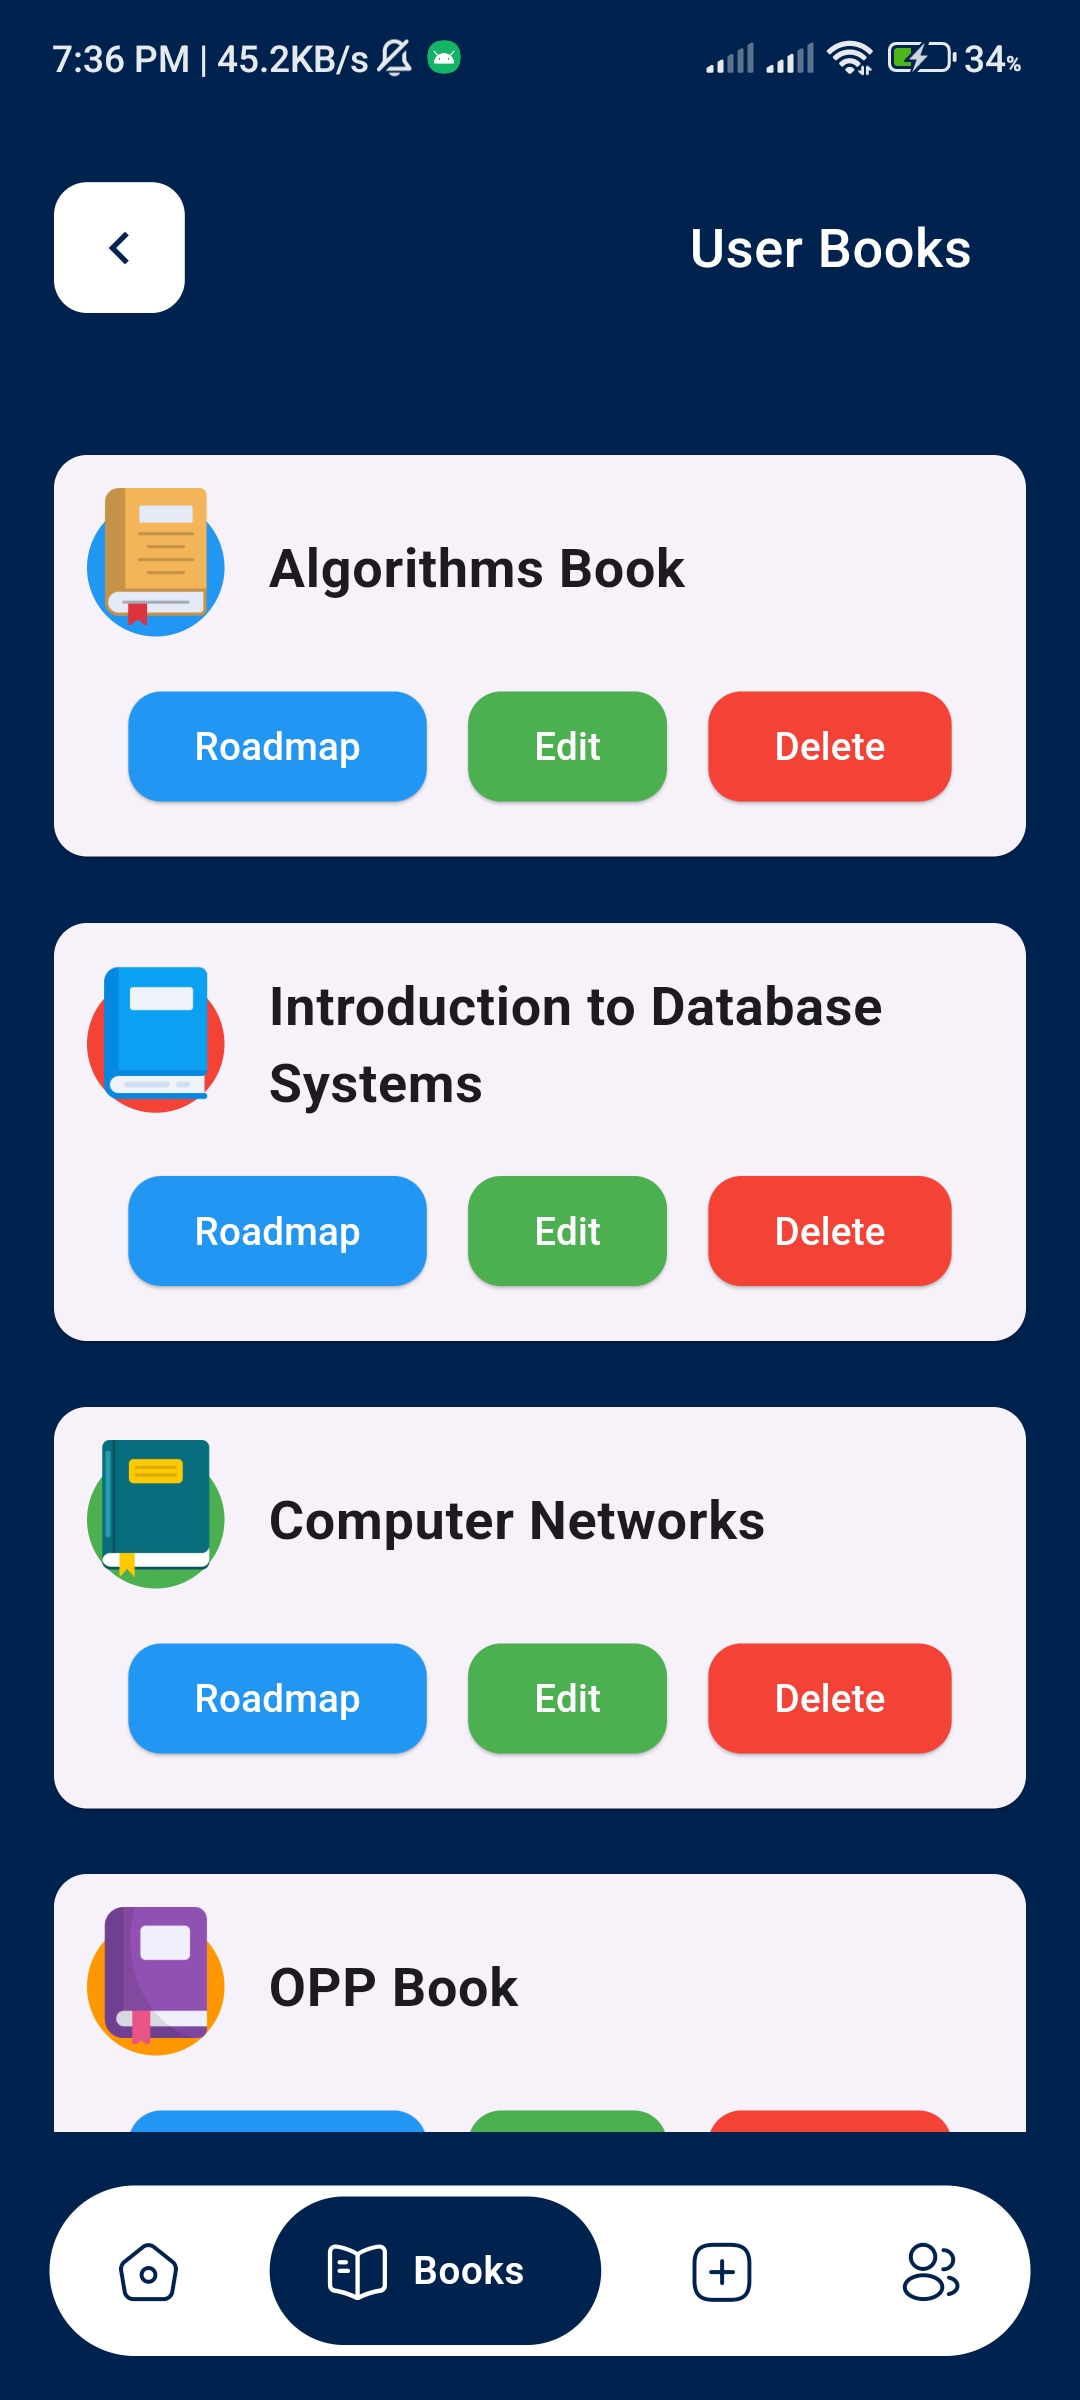 7:36 PM | 45.2KB/s 34%
User Books
Algorithms Book
Roadmap Edit Delete
Introduction to Database
Systems
Roadmap Edit Delete
Computer Networks
Roadmap Edit Delete
OPP Book
Books